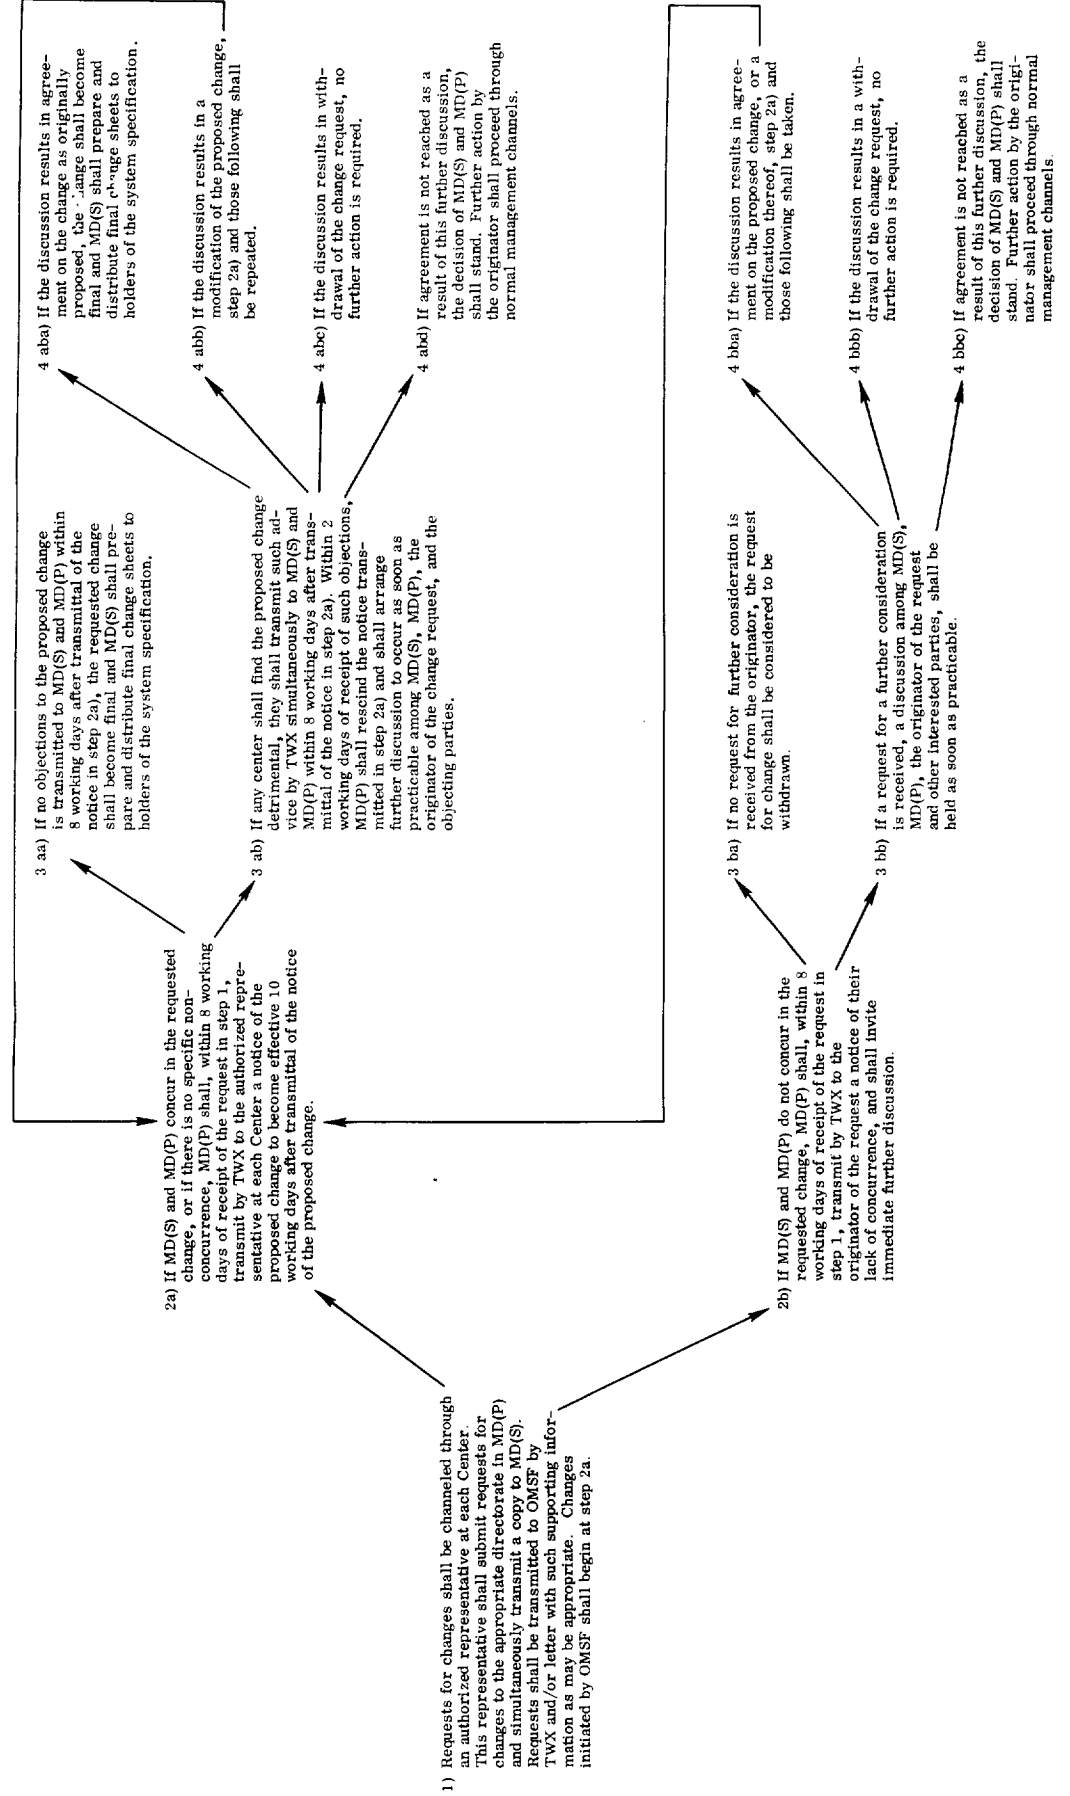 1) Requests for changes shall be channeled through
an authorized representative at each Center.
This representative shall submit requests for
changes to the appropriate directorate in MD(P)
and simultaneously transmit a copy to MD(S).
Requests shall be transmitted to OMSF by
TWX and/or letter with such supporting infor-
mation as may be appropriate. Changes
initiated by OMSF shall begin at step 2a.
2a) If MD(S) and MD(P) concur in the requested
change, or if there is no specific non-
concurrence, MD(P) shall, within 8 working
days of receipt of the request in step 1,
transmit by TWX to the authorized repre-
sentative at each Center a notice of the
proposed change to become effective 10
working days after transmittal of the notice
of the proposed change.
2b) If MD(S) and MD(P) do not concur in the
requested change, MD(P) shall, within 8
working days of receipt of the request in
step 1, transmit by TWX to the
originator of the request a notice of their
lack of concurrence, and shall invite
immediate further discussion.
3 aa) If no objections to the proposed change
is transmitted to MD(S) and MD(P) within
8 working days after transmittal of the
notice in step 2a), the requested change
shall become final and MD(S) shall pre-
pare and distribute final change sheets to
holders of the system specification.
3 ab) If any center shall find the proposed change
detrimental, they shall transmit such ad-
vice by TWX simultaneously to MD(S) and
MD(P) within 8 working days after trans-
mittal of the notice in step 2a). Within 2
working days of receipt of such objections,
MD(P) shall rescind the notice trans-
mitted in step 2a) and shall arrange
further discussion to occur as soon as
practicable among MD(S), MD(P), the
originator of the change request, and the
objecting parties.
3 ba) If no request for further consideration is
received from the originator, the request
for change shall be considered to be
withdrawn.
3 bb) If a request for a further consideration
is received, a discussion among MD(S),
MD(P), the originator of the request
and other interested parties, shall be
held as soon as practicable.
4 aba) If the discussion results in agree-
ment on the change as originally
proposed, the change shall become
final and MD(S) shall prepare and
distribute final change sheets to
holders of the system specification.
4 abb) If the discussion results in a
modification of the proposed change,
step 2a) and those following shall
be repeated.
4 abc) If the discussion results in with-
drawal of the change request, no
further action is required.
4 abd) If agreement is not reached as a
result of this further discussion,
the decision of MD(S) and MD(P)
shall stand. Further action by
the originator shall proceed through
normal management channels.
4 bba) If the discussion results in agree-
ment on the proposed change, or a
modification thereof, step 2a) and
those following shall be taken.
4 bbb) If the discussion results in a with-
drawal of the change request, no
further action is required.
4 bbc) If agreement is not reached as a
result of this further discussion, the
decision of MD(S) and MD(P) shall
stand. Further action by the origi-
nator shall proceed through normal
management channels.